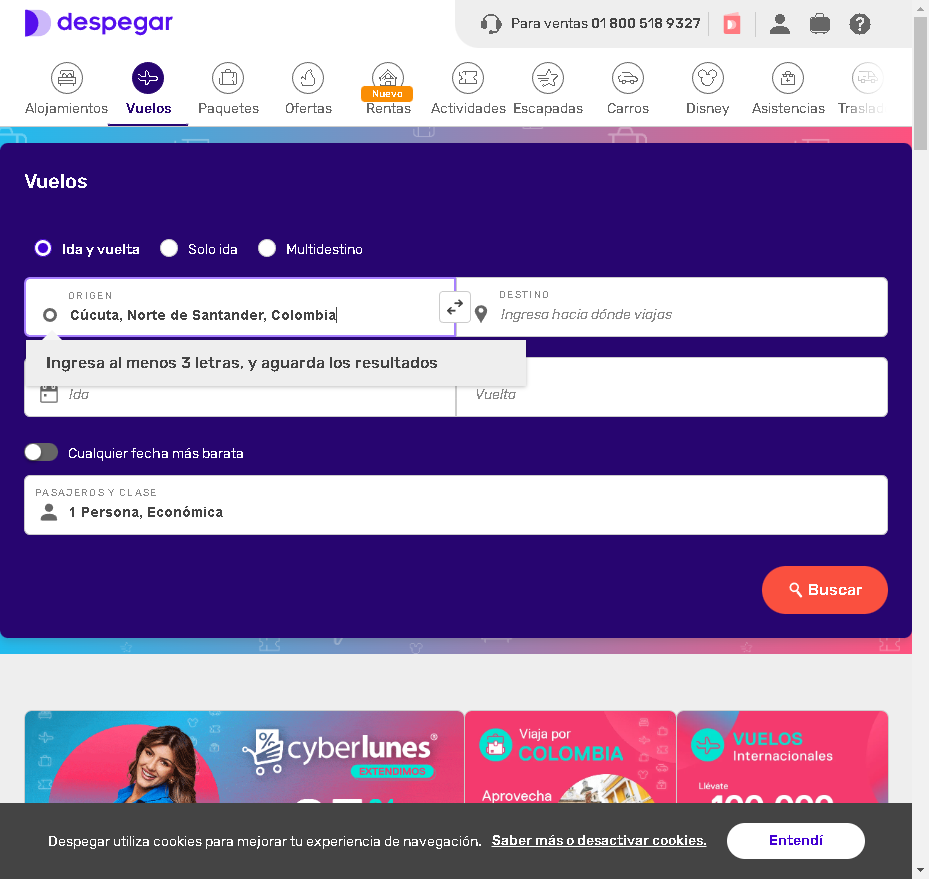 despegar
Para ventas 01 800 518 9327
Alojamientos
Vuelos
Paquetes
Ofertas
Nuevo
Rentas
Actividades
Escapadas
Carros
Disney
Asistencias
Traslad
Vuelos
Ida y vuelta
Solo ida
Multidestino
ORIGEN
Cúcuta, Norte de Santander, Colombia
DESTINO
Ingresa hacia dónde viajas
Ingresa al menos 3 letras, y aguarda los resultados
Ida
Vuelta
Cualquier fecha más barata
PASAJEROS Y CLASE
1 Persona, Económica
Buscar
cyberlunes®
EXTENDIMOS
Viaja por
COLOMBIA
Aprovecha
VUELOS
Internacionales
Llévate
Despegar utiliza cookies para mejorar tu experiencia de navegación.
Saber más o desactivar cookies.
Entendí